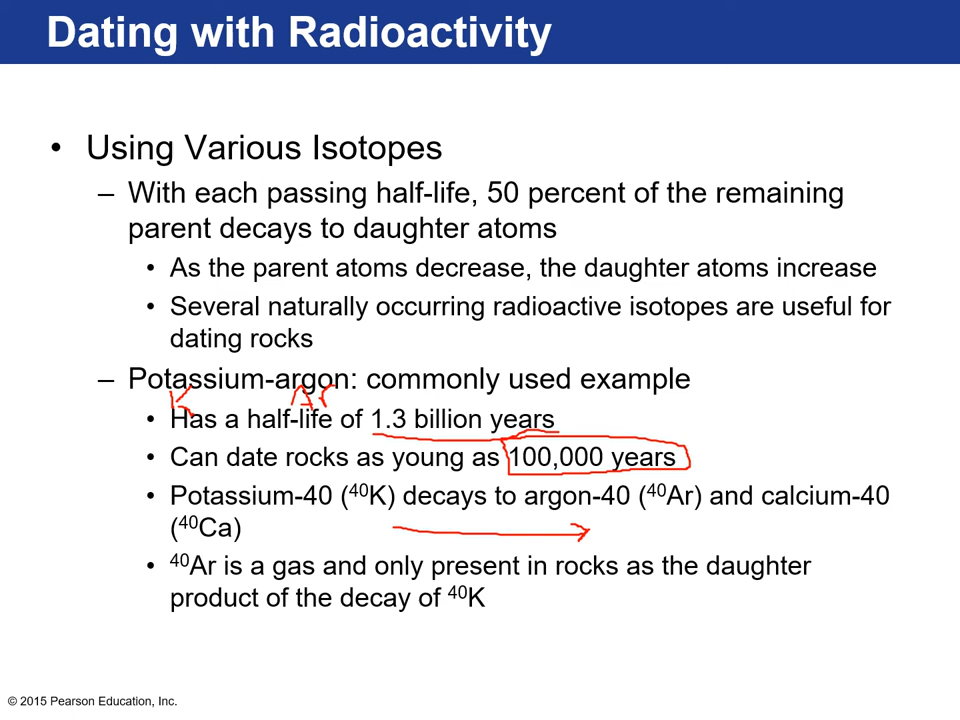 Dating with Radioactivity
• Using Various Isotopes
– With each passing half-life, 50 percent of the remaining
parent decays to daughter atoms
• As the parent atoms decrease, the daughter atoms increase
• Several naturally occurring radioactive isotopes are useful for
dating rocks
– Potassium-argon: commonly used example
K Ar
• Has a half-life of 1.3 billion years
• Can date rocks as young as 100,000 years
• Potassium-40 (⁴⁰K) decays to argon-40 (⁴⁰Ar) and calcium-40
(⁴⁰Ca)
• ⁴⁰Ar is a gas and only present in rocks as the daughter
product of the decay of ⁴⁰K
© 2015 Pearson Education, Inc.